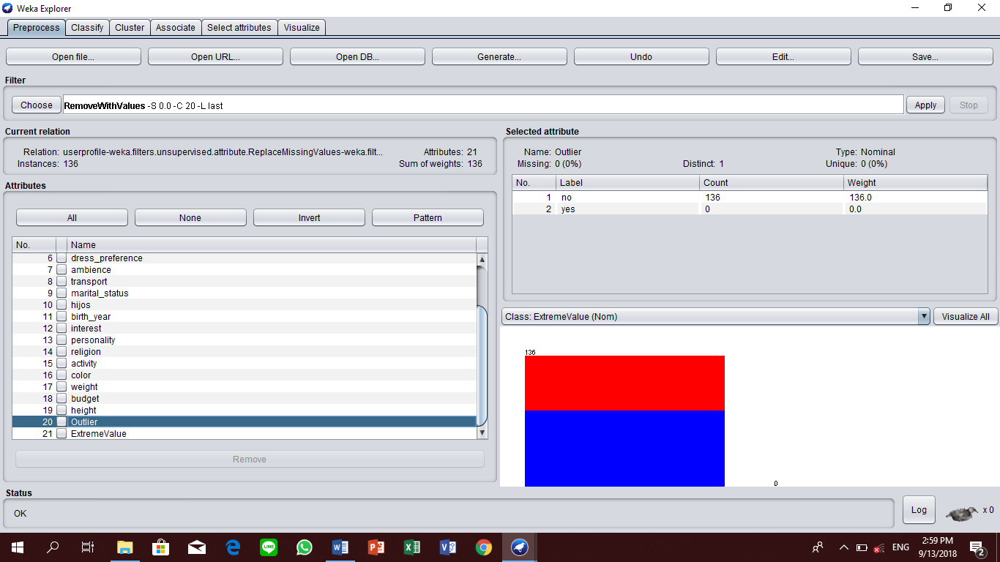 Weka Explorer
Preprocess Classify Cluster Associate Select attributes Visualize
Open file... Open URL... Open DB... Generate... Undo Edit... Save...
Filter
Choose RemoveWithValues -S 0.0 -C 20 -L last Apply Stop
Current relation
Relation: userprofile-weka.filters.unsupervised.attribute.ReplaceMissingValues-weka.filt... Attributes: 21
Instances: 136 Sum of weights: 136
Attributes
All None Invert Pattern
No. Name
6 dress_preference
7 ambience
8 transport
9 marital_status
10 hijos
11 birth_year
12 interest
13 personality
14 religion
15 activity
16 color
17 weight
18 budget
19 height
20 Outlier
21 ExtremeValue
Remove
Selected attribute
Name: Outlier Type: Nominal
Missing: 0 (0%) Distinct: 1 Unique: 0 (0%)
No. Label Count Weight
1 no 136 136.0
2 yes 0 0.0
Class: ExtremeValue (Nom) Visualize All
136
0
Status
OK
Log x 0
LINE
ENG
2:59 PM
9/13/2018
2